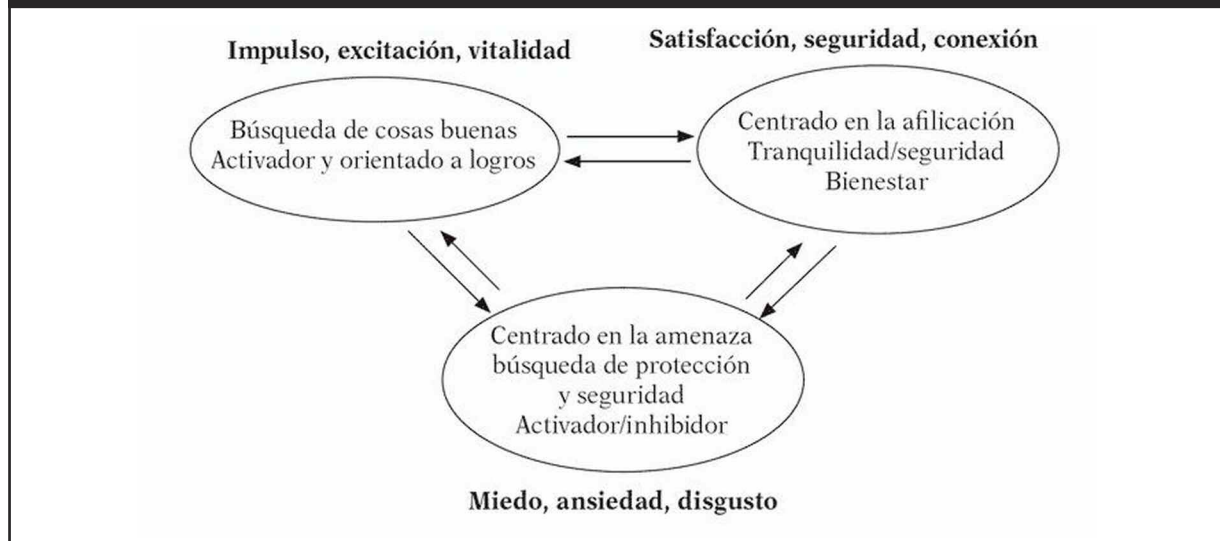 Impulso, excitación, vitalidad
Satisfacción, seguridad, conexión
Búsqueda de cosas buenas
Activador y orientado a logros
Centrado en la afilicación
Tranquilidad/seguridad
Bienestar
Centrado en la amenaza
búsqueda de protección
y seguridad
Activador/inhibidor
Miedo, ansiedad, disgusto